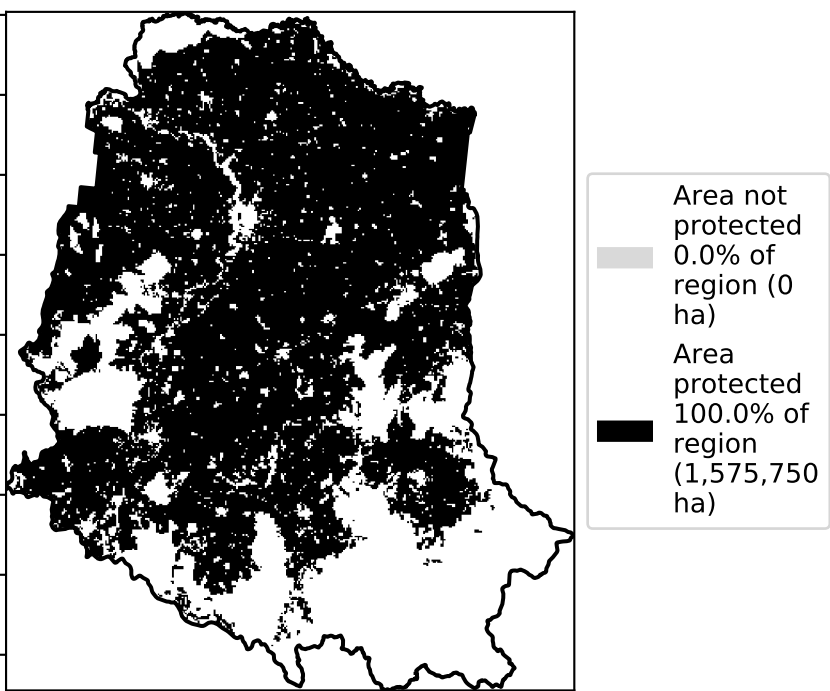 Area not
protected
0.0% of
region (0
ha)
Area
protected
100.0% of
region
(1,575,750
ha)